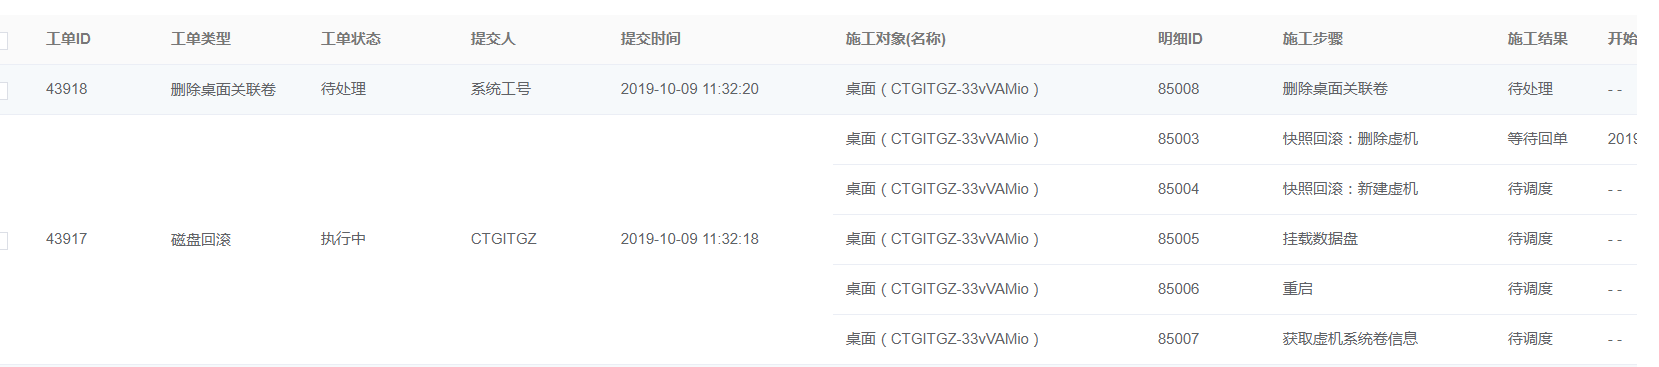 工单ID 工单类型 工单状态 提交人 提交时间 施工对象(名称) 明细ID 施工步骤 施工结果 开始
43918 删除桌面关联卷 待处理 系统工号 2019-10-09 11:32:20 桌面（CTGITGZ-33vVAMio） 85008 删除桌面关联卷 待处理 - -
桌面（CTGITGZ-33vVAMio） 85003 快照回滚：删除虚机 等待回单 2019
桌面（CTGITGZ-33vVAMio） 85004 快照回滚：新建虚机 待调度 - -
43917 磁盘回滚 执行中 CTGITGZ 2019-10-09 11:32:18 桌面（CTGITGZ-33vVAMio） 85005 挂载数据盘 待调度 - -
桌面（CTGITGZ-33vVAMio） 85006 重启 待调度 - -
桌面（CTGITGZ-33vVAMio） 85007 获取虚机系统卷信息 待调度 - -